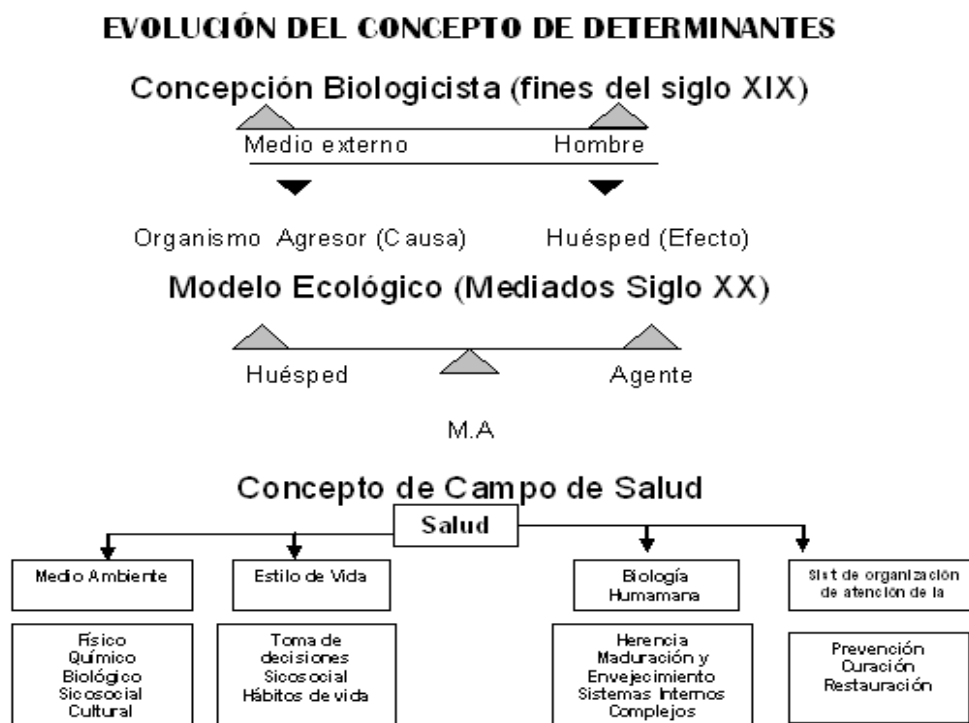 EVOLUCIÓN DEL CONCEPTO DE DETERMINANTES
Concepción Biologicista (fines del siglo XIX)
Medio externo
Hombre
Organismo Agresor (Causa)
Huésped (Efecto)
Modelo Ecológico (Mediados Siglo XX)
Huésped
Agente
M.A
Concepto de Campo de Salud
Salud
Medio Ambiente
Físico
Químico
Biológico
Sicosocial
Cultural
Estilo de Vida
Toma de
decisiones
Sicosocial
Hábitos de vida
Biología
Humamana
Herencia
Maduración y
Envejecimiento
Sistemas Internos
Complejos
Sist de organización
de atención de la
Prevención
Curación
Restauración